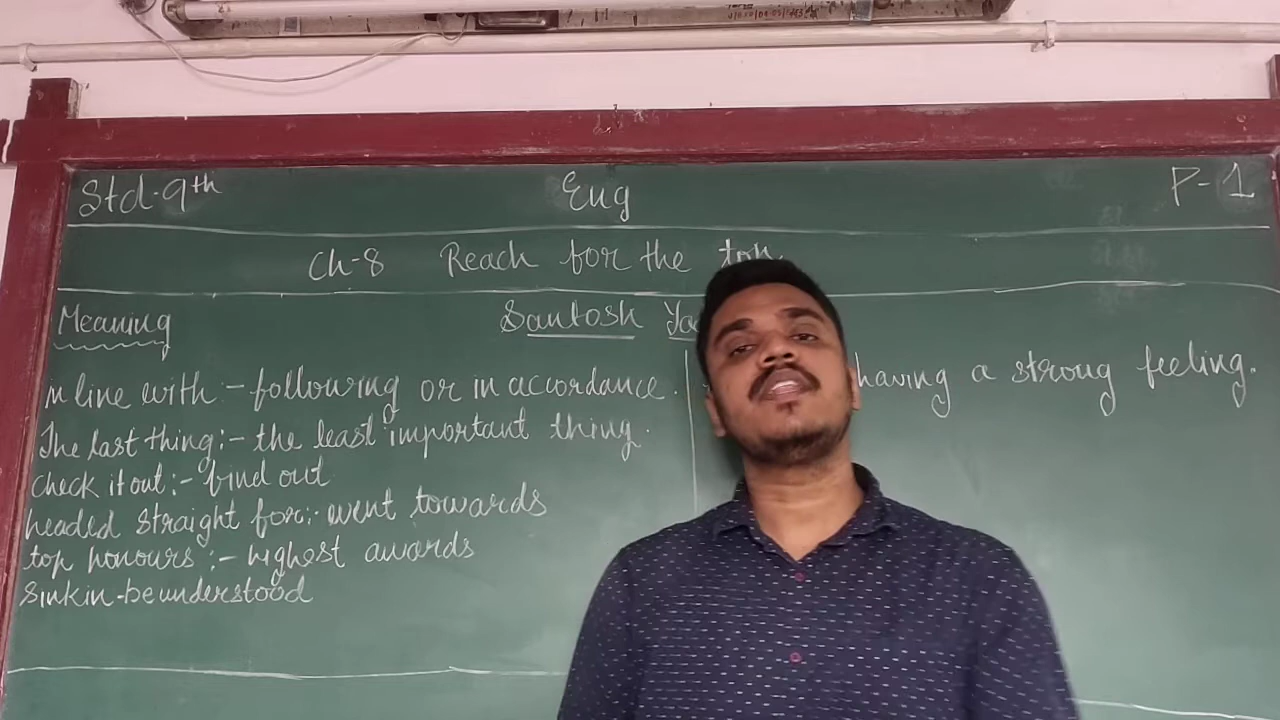 Std. 9th Eng P-1
Ch-8 Reach for the top
Meaning Santosh
in line with :- following or in accordance. having a strong feeling.
The last thing :- the least important thing.
check it out :- find out
headed straight for :- went towards
top honours :- highest awards
Sink in - be understood